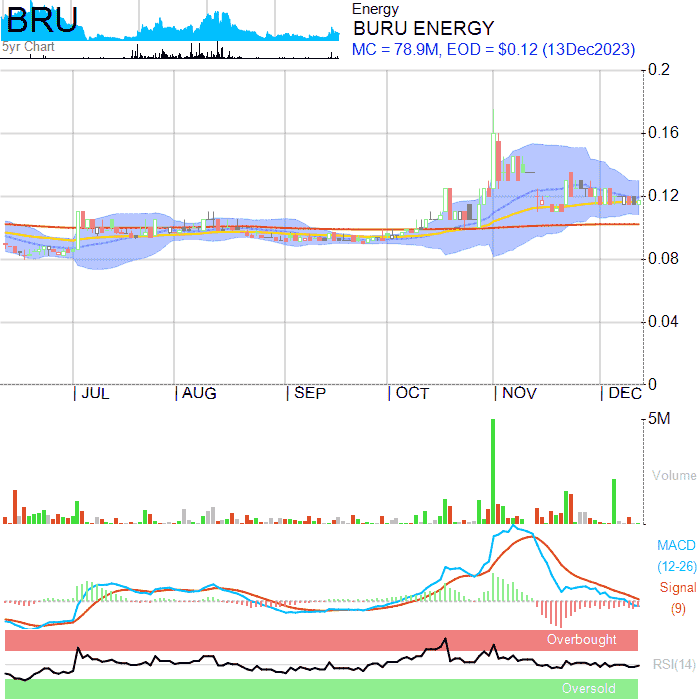 BRU
5yr Chart
Energy
BURU ENERGY
MC = 78.9M, EOD = $0.12 (13Dec2023)
0.2
0.16
0.12
0.08
0.04
0
JUL AUG SEP OCT NOV DEC
5M
Volume
MACD
(12-26)
Signal
(9)
Overbought
RSI(14)
Oversold